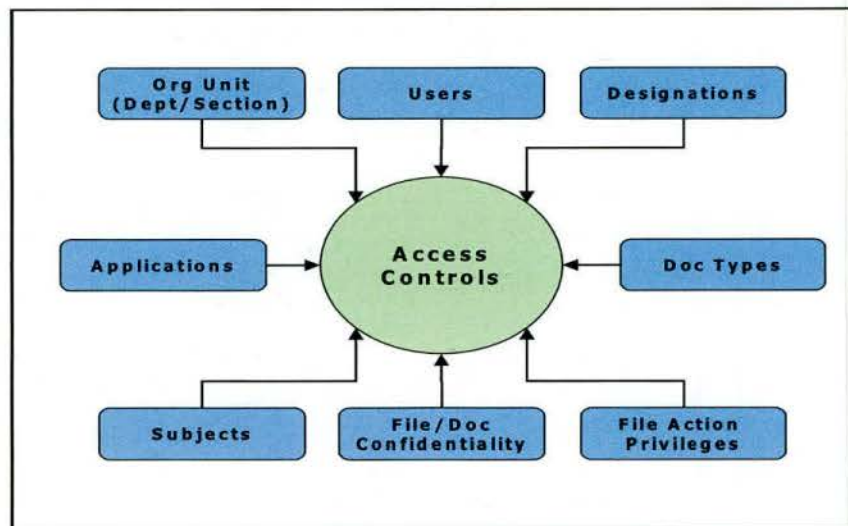 Org Unit
(Dept/Section)
Users
Designations
Applications
Access
Controls
Doc Types
Subjects
File/Doc
Confidentiality
File Action
Privileges